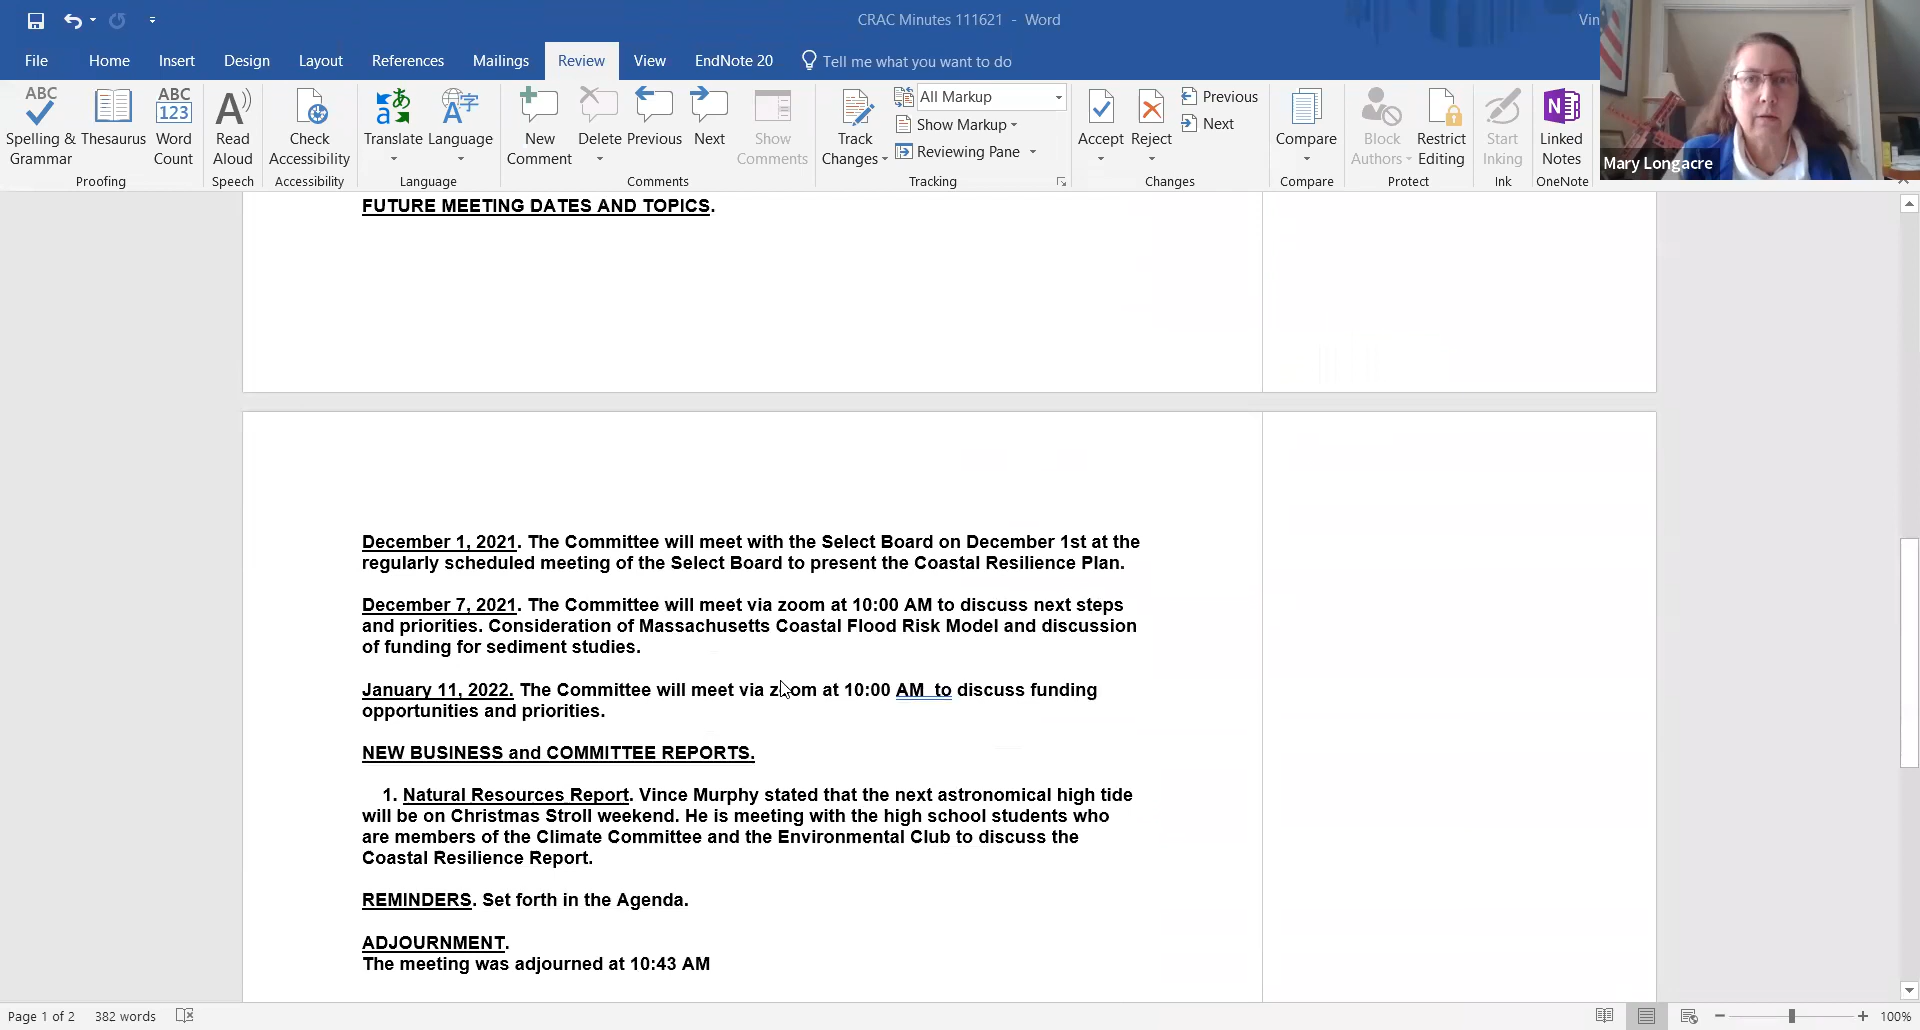 CRAC Minutes 111621 - Word
Vin
File Home Insert Design Layout References Mailings Review View EndNote 20 Tell me what you want to do
ABC
Spelling &
Grammar
Thesaurus
ABC
123
Word
Count
Proofing
Read
Aloud
Speech
Check
Accessibility
Accessibility
Translate
Language
Language
New
Comment
Delete
Previous
Next
Show
Comments
Comments
Track
Changes
All Markup
Show Markup
Reviewing Pane
Tracking
Accept
Reject
Previous
Next
Changes
Compare
Compare
Block
Authors
Restrict
Editing
Protect
Start
Inking
Ink
Linked
Notes
OneNote
Mary Longacre
FUTURE MEETING DATES AND TOPICS.
December 1, 2021. The Committee will meet with the Select Board on December 1st at the
regularly scheduled meeting of the Select Board to present the Coastal Resilience Plan.
December 7, 2021. The Committee will meet via zoom at 10:00 AM to discuss next steps
and priorities. Consideration of Massachusetts Coastal Flood Risk Model and discussion
of funding for sediment studies.
January 11, 2022. The Committee will meet via zoom at 10:00 AM  to discuss funding
opportunities and priorities.
NEW BUSINESS and COMMITTEE REPORTS.
1. Natural Resources Report. Vince Murphy stated that the next astronomical high tide
will be on Christmas Stroll weekend. He is meeting with the high school students who
are members of the Climate Committee and the Environmental Club to discuss the
Coastal Resilience Report.
REMINDERS. Set forth in the Agenda.
ADJOURNMENT.
The meeting was adjourned at 10:43 AM
Page 1 of 2 382 words 100%